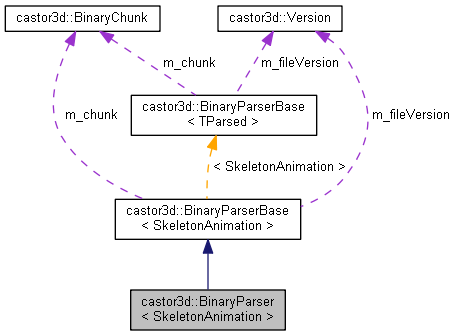 castor3d::BinaryChunk
castor3d::Version
m_chunk
m_fileVersion
castor3d::BinaryParserBase
< TParsed >
m_chunk
m_fileVersion
< SkeletonAnimation >
castor3d::BinaryParserBase
< SkeletonAnimation >
castor3d::BinaryParser
< SkeletonAnimation >